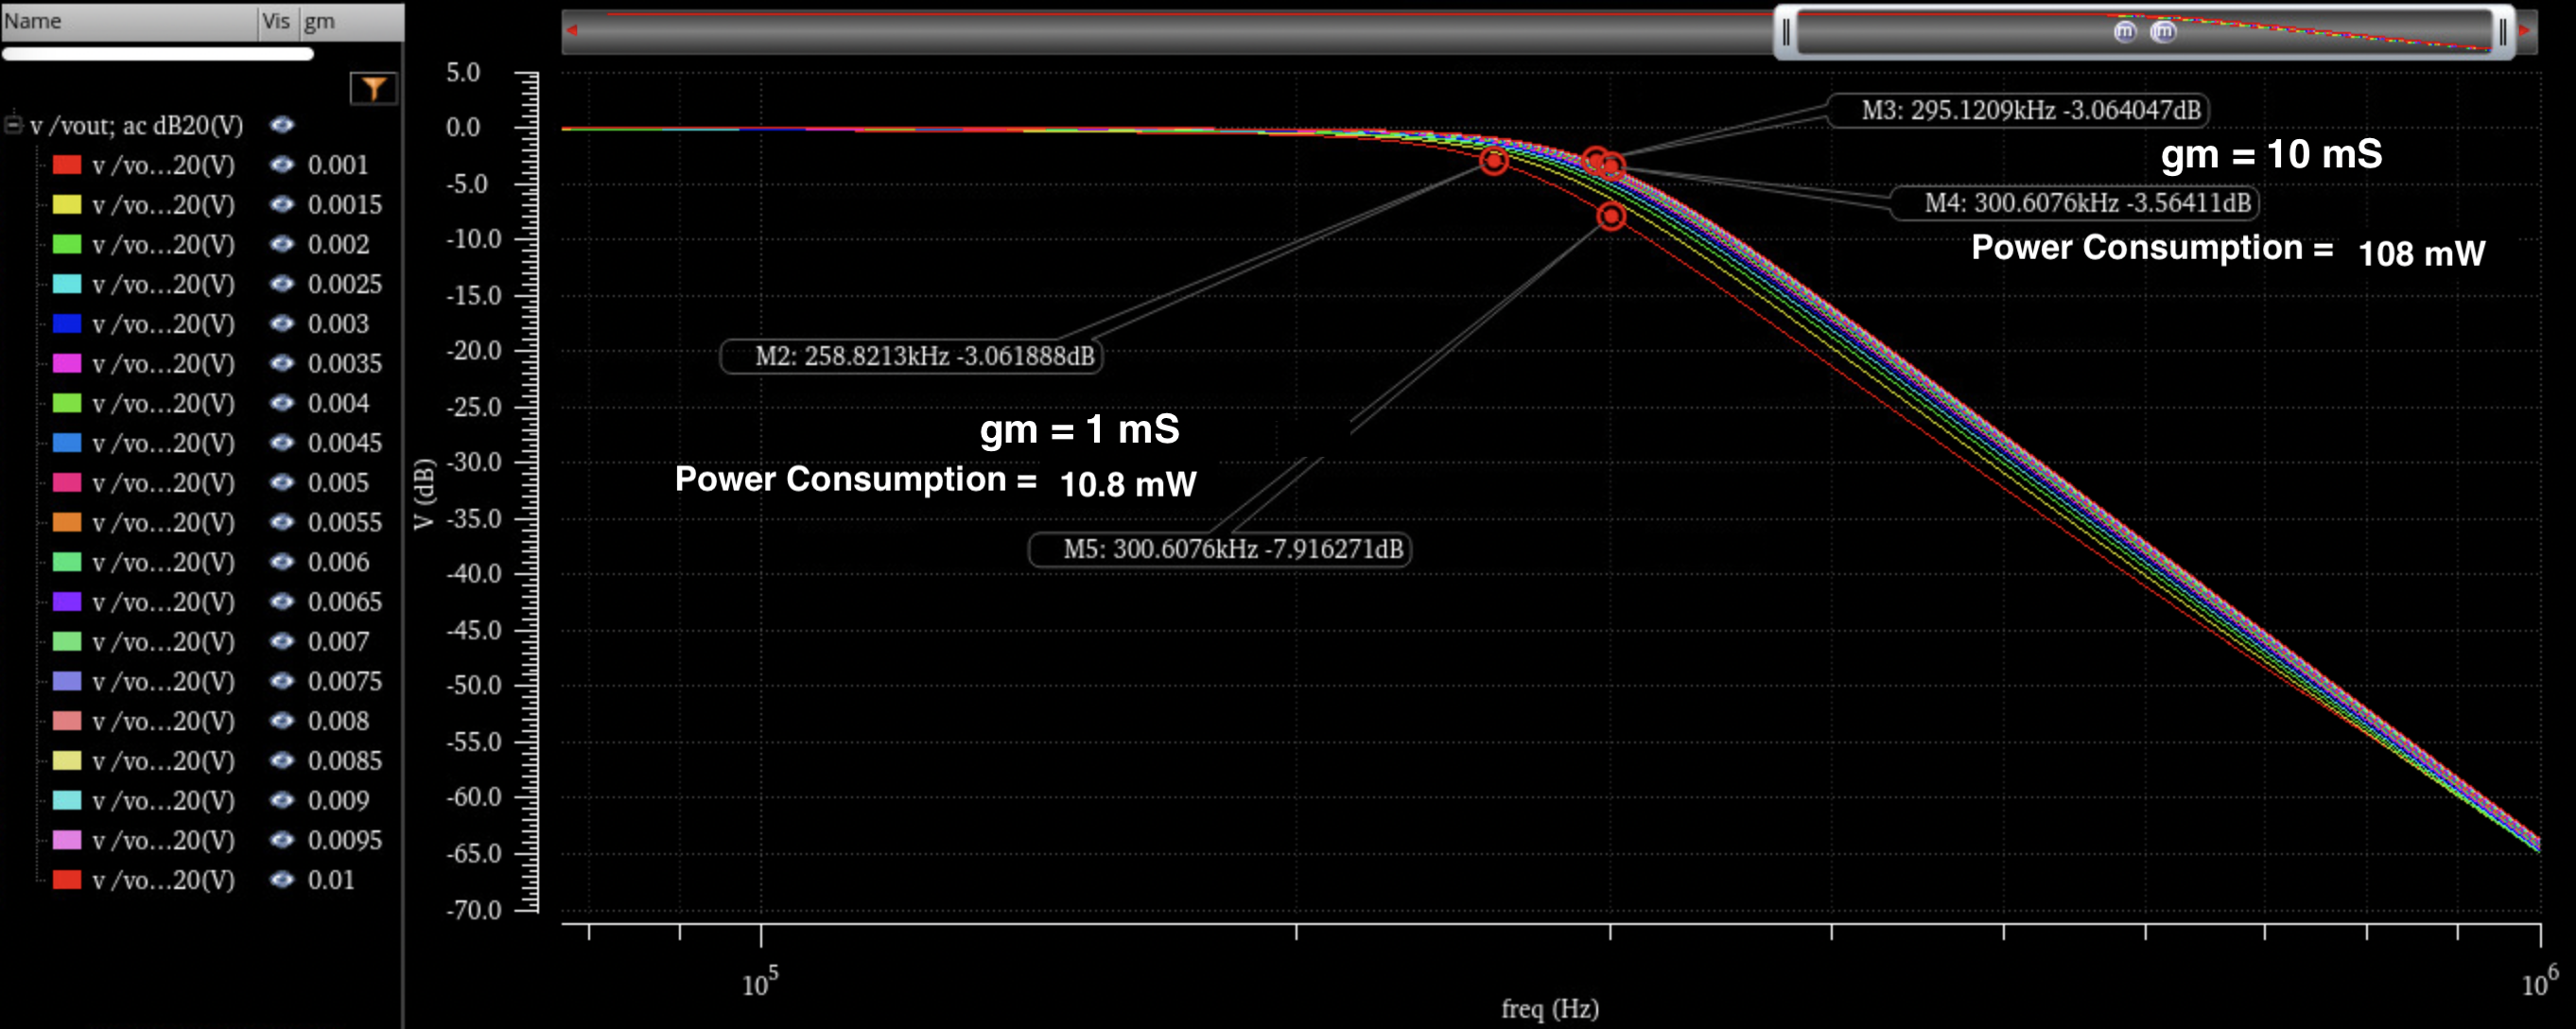 Name Vis gm
v /vout; ac dB20(V)
v /vo...20(V) 0.001
v /vo...20(V) 0.0015
v /vo...20(V) 0.002
v /vo...20(V) 0.0025
v /vo...20(V) 0.003
v /vo...20(V) 0.0035
v /vo...20(V) 0.004
v /vo...20(V) 0.0045
v /vo...20(V) 0.005
v /vo...20(V) 0.0055
v /vo...20(V) 0.006
v /vo...20(V) 0.0065
v /vo...20(V) 0.007
v /vo...20(V) 0.0075
v /vo...20(V) 0.008
v /vo...20(V) 0.0085
v /vo...20(V) 0.009
v /vo...20(V) 0.0095
v /vo...20(V) 0.01
m m
V (dB)
5.0
0.0
-5.0
-10.0
-15.0
-20.0
-25.0
-30.0
-35.0
-40.0
-45.0
-50.0
-55.0
-60.0
-65.0
-70.0
M3: 295.1209kHz -3.064047dB
gm = 10 mS
M4: 300.6076kHz -3.56411dB
Power Consumption = 108 mW
M2: 258.8213kHz -3.061888dB
gm = 1 mS
Power Consumption = 10.8 mW
M5: 300.6076kHz -7.916271dB
10⁵ 10⁶
freq (Hz)